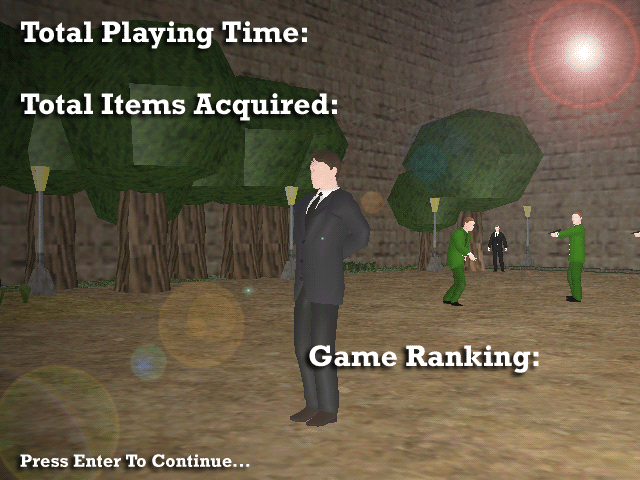 Total Playing Time:
Total Items Acquired:
Game Ranking:
Press Enter To Continue...